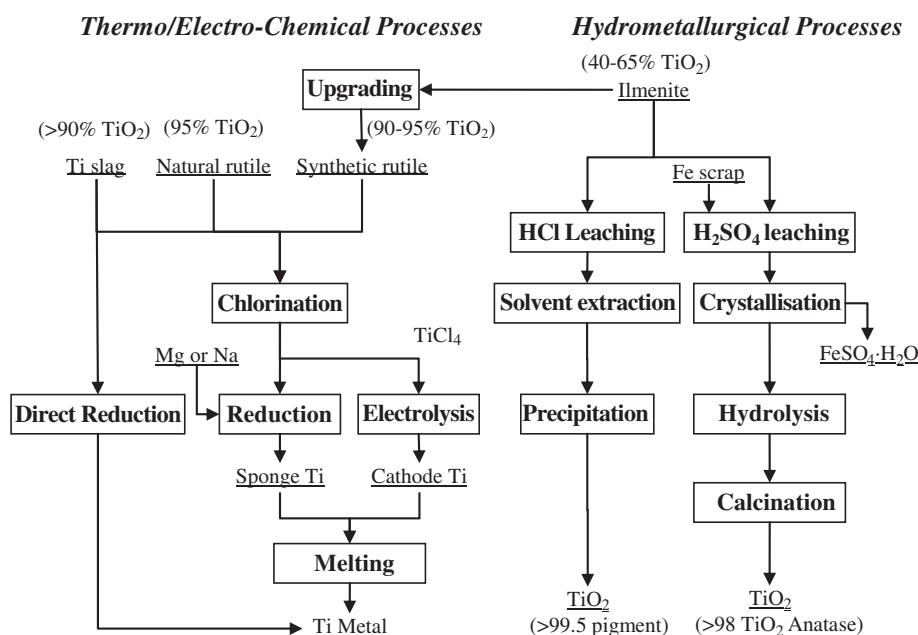 Thermo/Electro-Chemical Processes
Hydrometallurgical Processes
(40-65% TiO₂)
Upgrading
Ilmenite
(>90% TiO₂)
(95% TiO₂)
(90-95% TiO₂)
Ti slag
Natural rutile
Synthetic rutile
Fe scrap
HCl Leaching
H₂SO₄ leaching
Chlorination
Solvent extraction
Crystallisation
TiCl₄
Mg or Na
FeSO₄·H₂O
Direct Reduction
Reduction
Electrolysis
Precipitation
Hydrolysis
Sponge Ti
Cathode Ti
Calcination
Melting
TiO₂
TiO₂
Ti Metal
(>99.5 pigment)
(>98 TiO₂ Anatase)